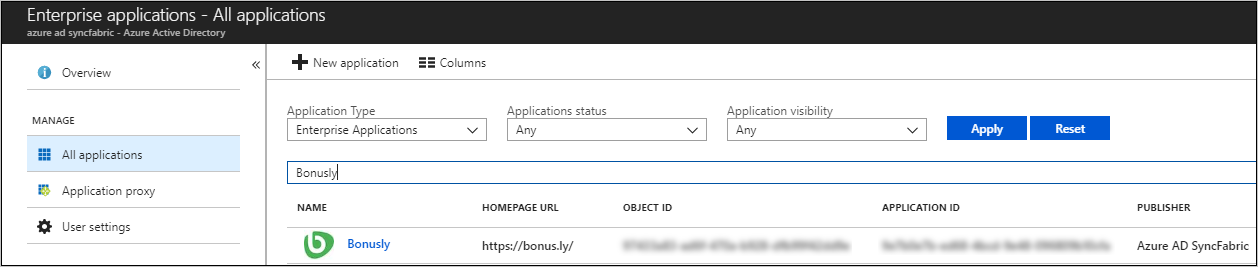 Enterprise applications - All applications
azure ad syncfabric - Azure Active Directory
Overview
«
New application
Columns
MANAGE
All applications
Application proxy
User settings
Application Type
Applications status
Application visibility
Enterprise Applications
Any
Any
Apply
Reset
Bonusly
NAME
HOMEPAGE URL
OBJECT ID
APPLICATION ID
PUBLISHER
Bonusly
https://bonus.ly/
Azure AD SyncFabric